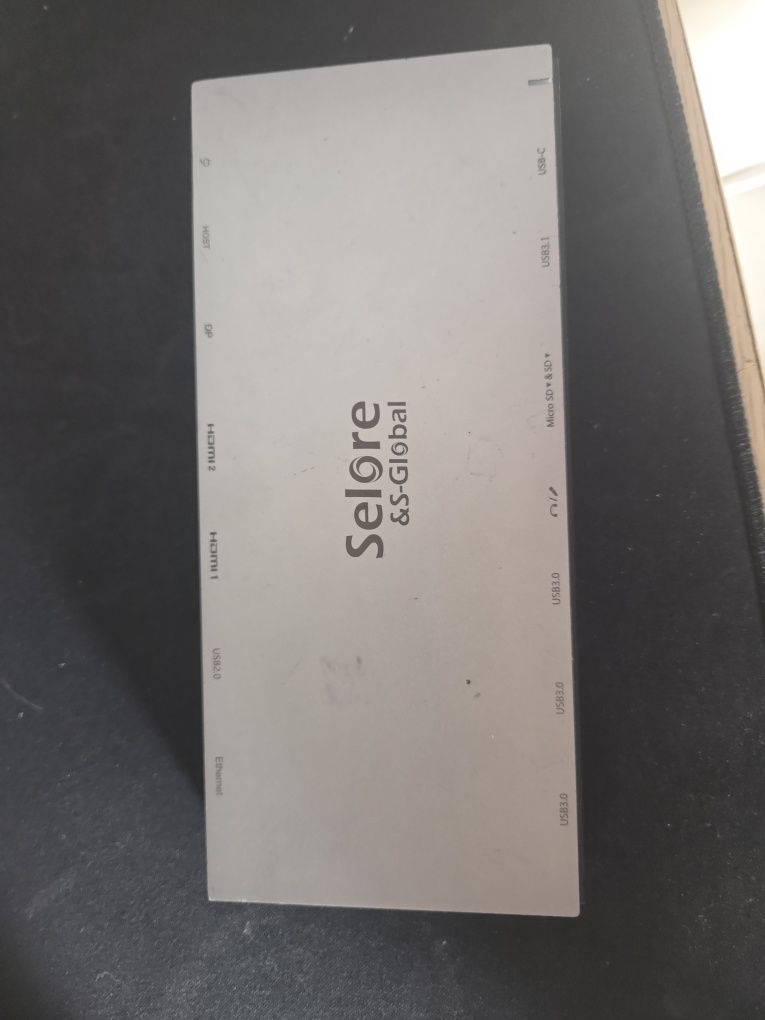 Selore
&S-Global
HOST
DP
HDMI 2
HDMI 1
USB2.0
Ethernet
USB3.0
USB3.0
USB3.0
Micro SD▼&SD▼
USB3.1
USB-C